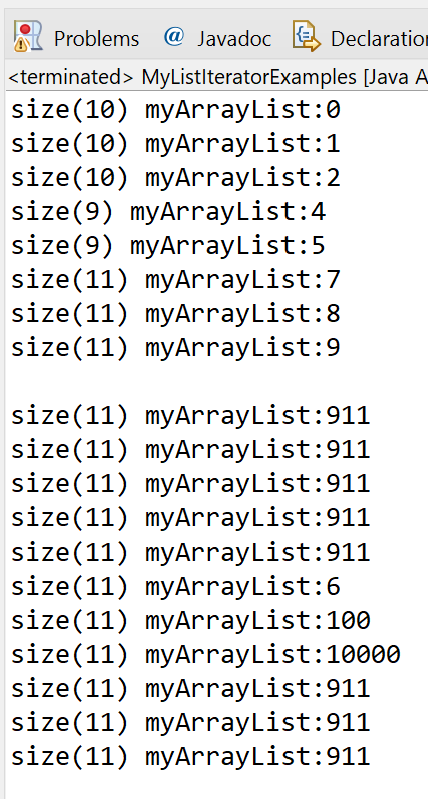 Problems @ Javadoc Declaration
<terminated> MyListIteratorExamples [Java A
size(10) myArrayList:0
size(10) myArrayList:1
size(10) myArrayList:2
size(9) myArrayList:4
size(9) myArrayList:5
size(11) myArrayList:7
size(11) myArrayList:8
size(11) myArrayList:9
size(11) myArrayList:911
size(11) myArrayList:911
size(11) myArrayList:911
size(11) myArrayList:911
size(11) myArrayList:911
size(11) myArrayList:6
size(11) myArrayList:100
size(11) myArrayList:10000
size(11) myArrayList:911
size(11) myArrayList:911
size(11) myArrayList:911